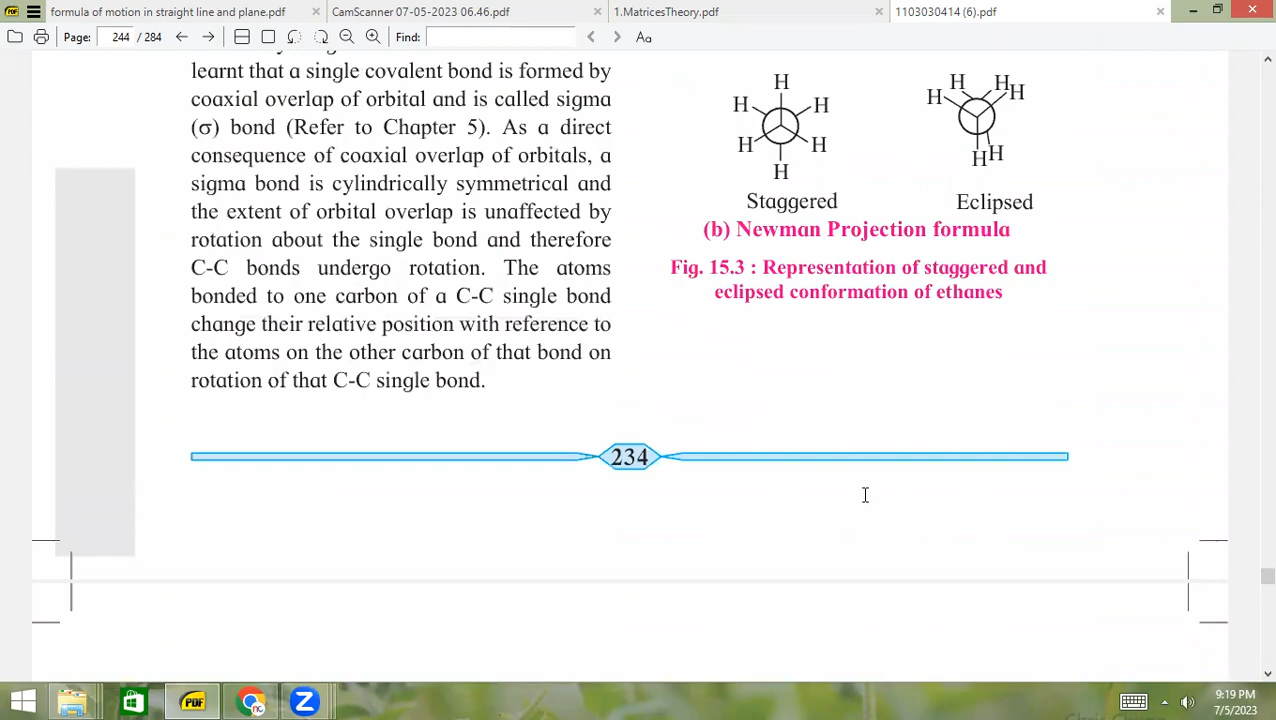 formula of motion in straight line and plane.pdf
CamScanner 07-05-2023 06.46.pdf
1.MatricesTheory.pdf
1103030414 (6).pdf
Page: 244 / 284
Find:
Aa
learnt that a single covalent bond is formed by
coaxial overlap of orbital and is called sigma
(σ) bond (Refer to Chapter 5). As a direct
consequence of coaxial overlap of orbitals, a
sigma bond is cylindrically symmetrical and
the extent of orbital overlap is unaffected by
rotation about the single bond and therefore
C-C bonds undergo rotation. The atoms
bonded to one carbon of a C-C single bond
change their relative position with reference to
the atoms on the other carbon of that bond on
rotation of that C-C single bond.
H
H H
H H
H
Staggered
H H
H H
H H
Eclipsed
(b) Newman Projection formula
Fig. 15.3 : Representation of staggered and
eclipsed conformation of ethanes
234
PDF
9:19 PM
7/5/2023